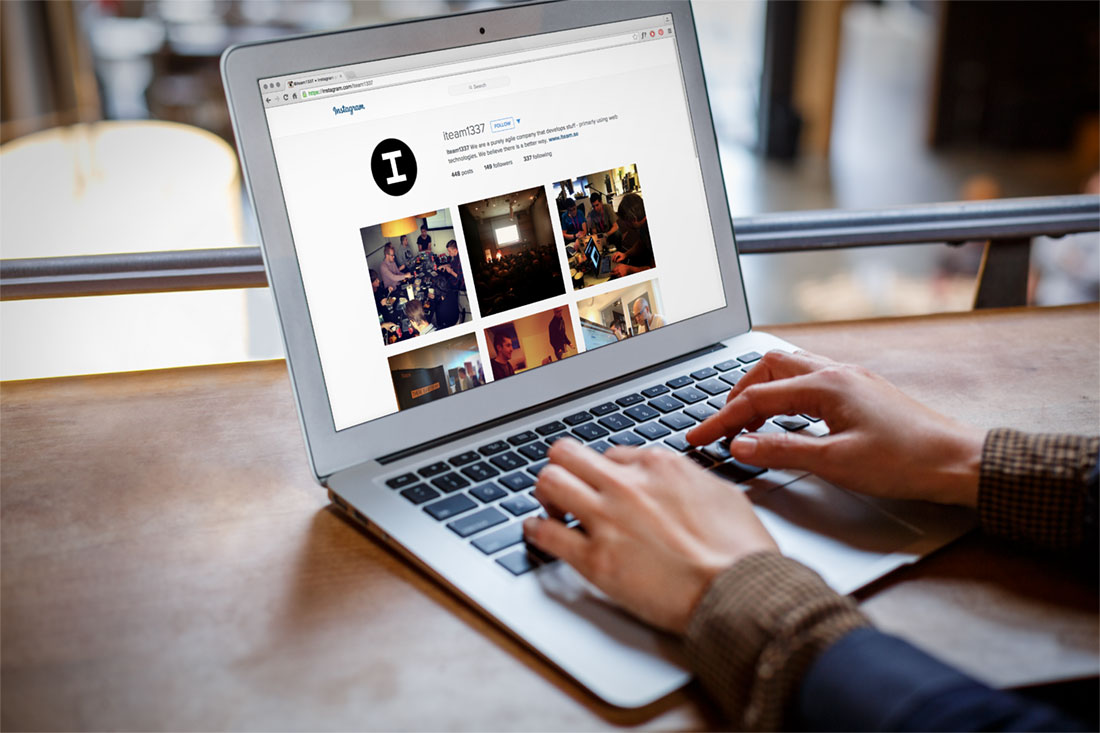 iteam1337 • Instagram
https://instagram.com/iteam1337
Instagram
Search
I
iteam1337 FOLLOW
iteam1337 We are a purely agile company that develops stuff - primarly using web
technologies. We believe there is a better way. www.iteam.se
448 posts 149 followers 337 following